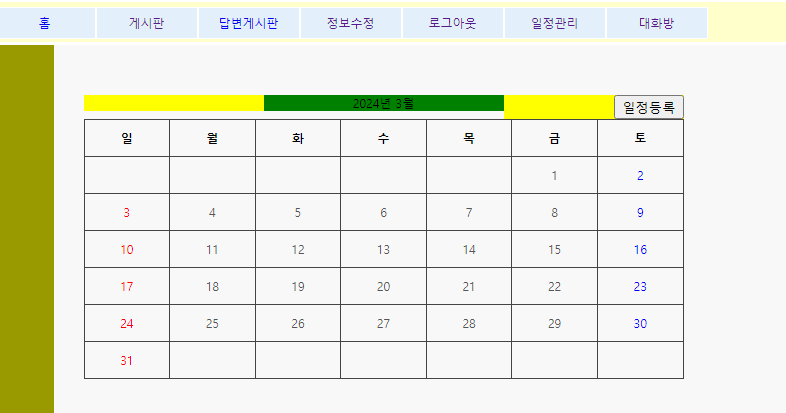 홈 게시판 답변게시판 정보수정 로그아웃 일정관리 대화방
2024년 3월 일정등록
일 월 화 수 목 금 토
1 2
3 4 5 6 7 8 9
10 11 12 13 14 15 16
17 18 19 20 21 22 23
24 25 26 27 28 29 30
31